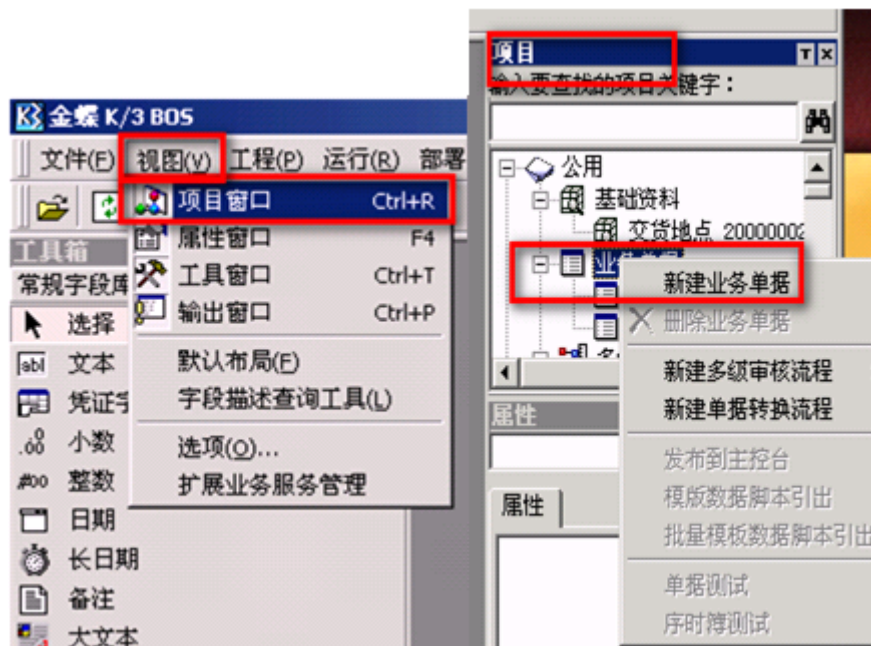 金蝶 K/3 BOS
文件(F) 视图(V) 工程(P) 运行(R) 部署
项目窗口 Ctrl+R
属性窗口 F4
工具窗口 Ctrl+T
输出窗口 Ctrl+P
默认布局(F)
字段描述查询工具(L)
选项(O)...
扩展业务服务管理
工具箱
常规字段库
选择
文本
凭证字
小数
整数
日期
长日期
备注
大文本
项目
输入要查找的项目关键字：
公用
基础资料
交货地点 20000002
业务单据
新建业务单据
删除业务单据
新建多级审核流程
新建单据转换流程
发布到主控台
模版数据脚本引出
批量模板数据脚本引出
单据测试
序时簿测试
属性
属性